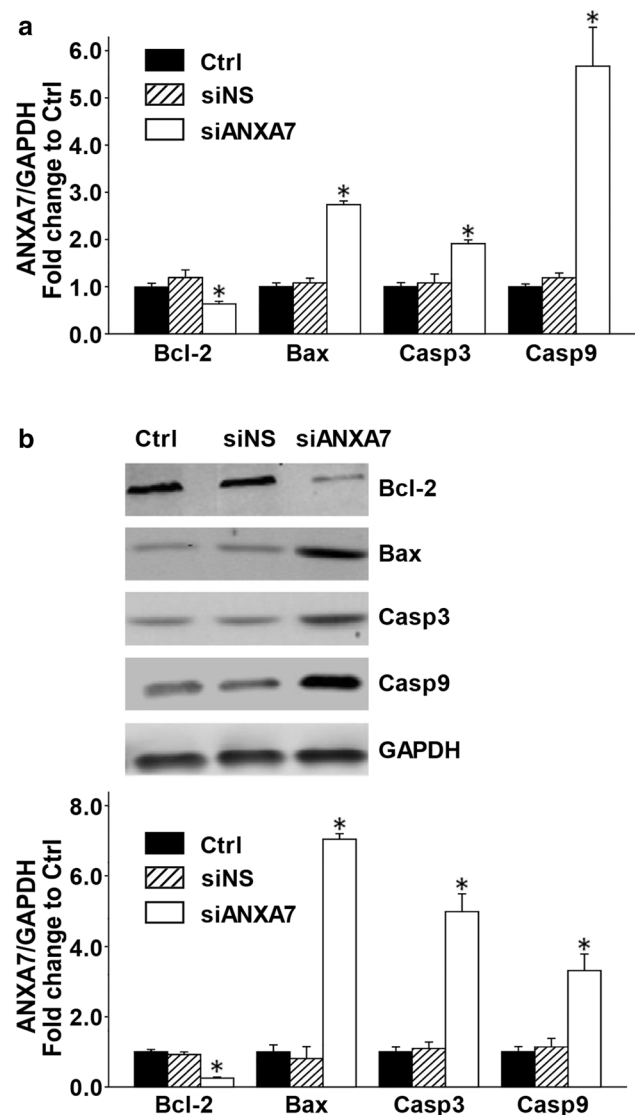 a
ANXA7/GAPDH
Fold change to Ctrl
6.0
5.0
4.0
3.0
2.0
1.0
0.0
Ctrl
siNS
siANXA7
*
*
*
*
Bcl-2 Bax Casp3 Casp9
b
Ctrl siNS siANXA7
Bcl-2
Bax
Casp3
Casp9
GAPDH
ANXA7/GAPDH
Fold change to Ctrl
8.0
6.0
4.0
2.0
0.0
Ctrl
siNS
siANXA7
*
*
*
*
Bcl-2 Bax Casp3 Casp9